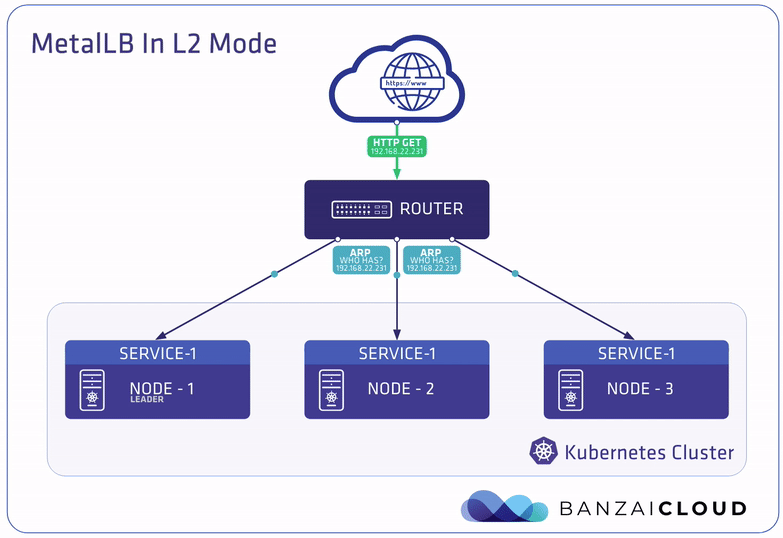 MetalLB In L2 Mode
https://www
HTTP GET
192.168.22.231
ROUTER
ARP
WHO HAS?
192.168.22.231
ARP
WHO HAS?
192.168.22.231
SERVICE-1
NODE - 1
LEADER
SERVICE-1
NODE - 2
SERVICE-1
NODE - 3
Kubernetes Cluster
BANZAICLOUD